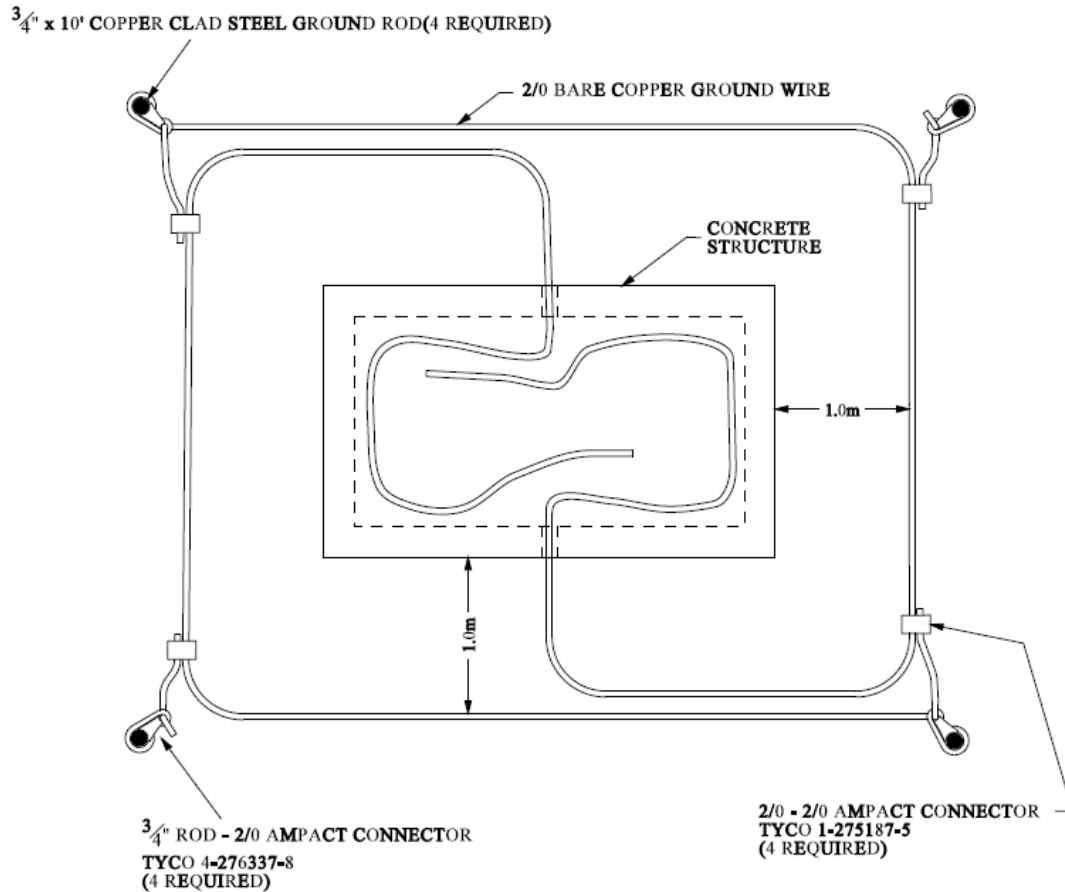 3/4" x 10' COPPER CLAD STEEL GROUND ROD(4 REQUIRED)
2/0 BARE COPPER GROUND WIRE
CONCRETE
STRUCTURE
1.0m
1.0m
3/4" ROD - 2/0 AMPACT CONNECTOR
TYCO 4-276337-8
(4 REQUIRED)
2/0 - 2/0 AMPACT CONNECTOR
TYCO 1-275187-5
(4 REQUIRED)